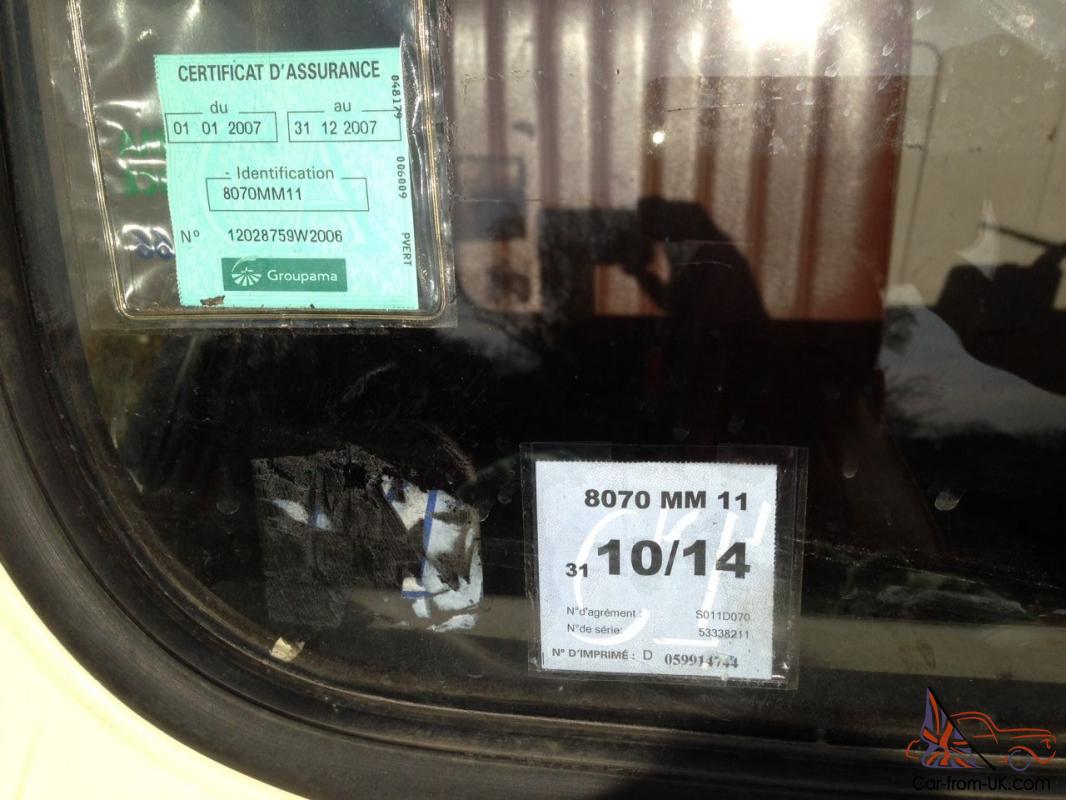 CERTIFICAT D'ASSURANCE
du au
01 01 2007 31 12 2007
- Identification
8070MM11
N° 12028759W2006
Groupama
048179
006009
PVERT
8070 MM 11
31 10/14
N°d'agrément : S011D070
N°de série: 53338211
N° D'IMPRIMÉ : D 059914744
Car-from-UK.com